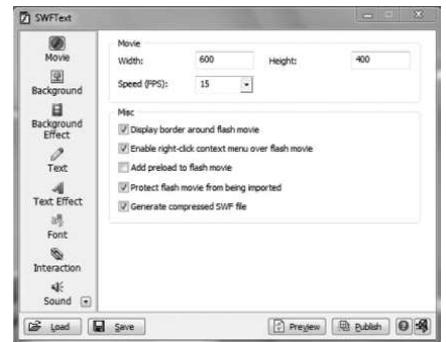 SWFText
Movie
Background
Background
Effect
Text
Text Effect
Font
Interaction
Sound
Movie
Width: 600 Height: 400
Speed (FPS): 15
Misc
Display border around flash movie
Enable right-click context menu over flash movie
Add preload to flash movie
Protect flash movie from being imported
Generate compressed SWF file
Load Save Preview Publish